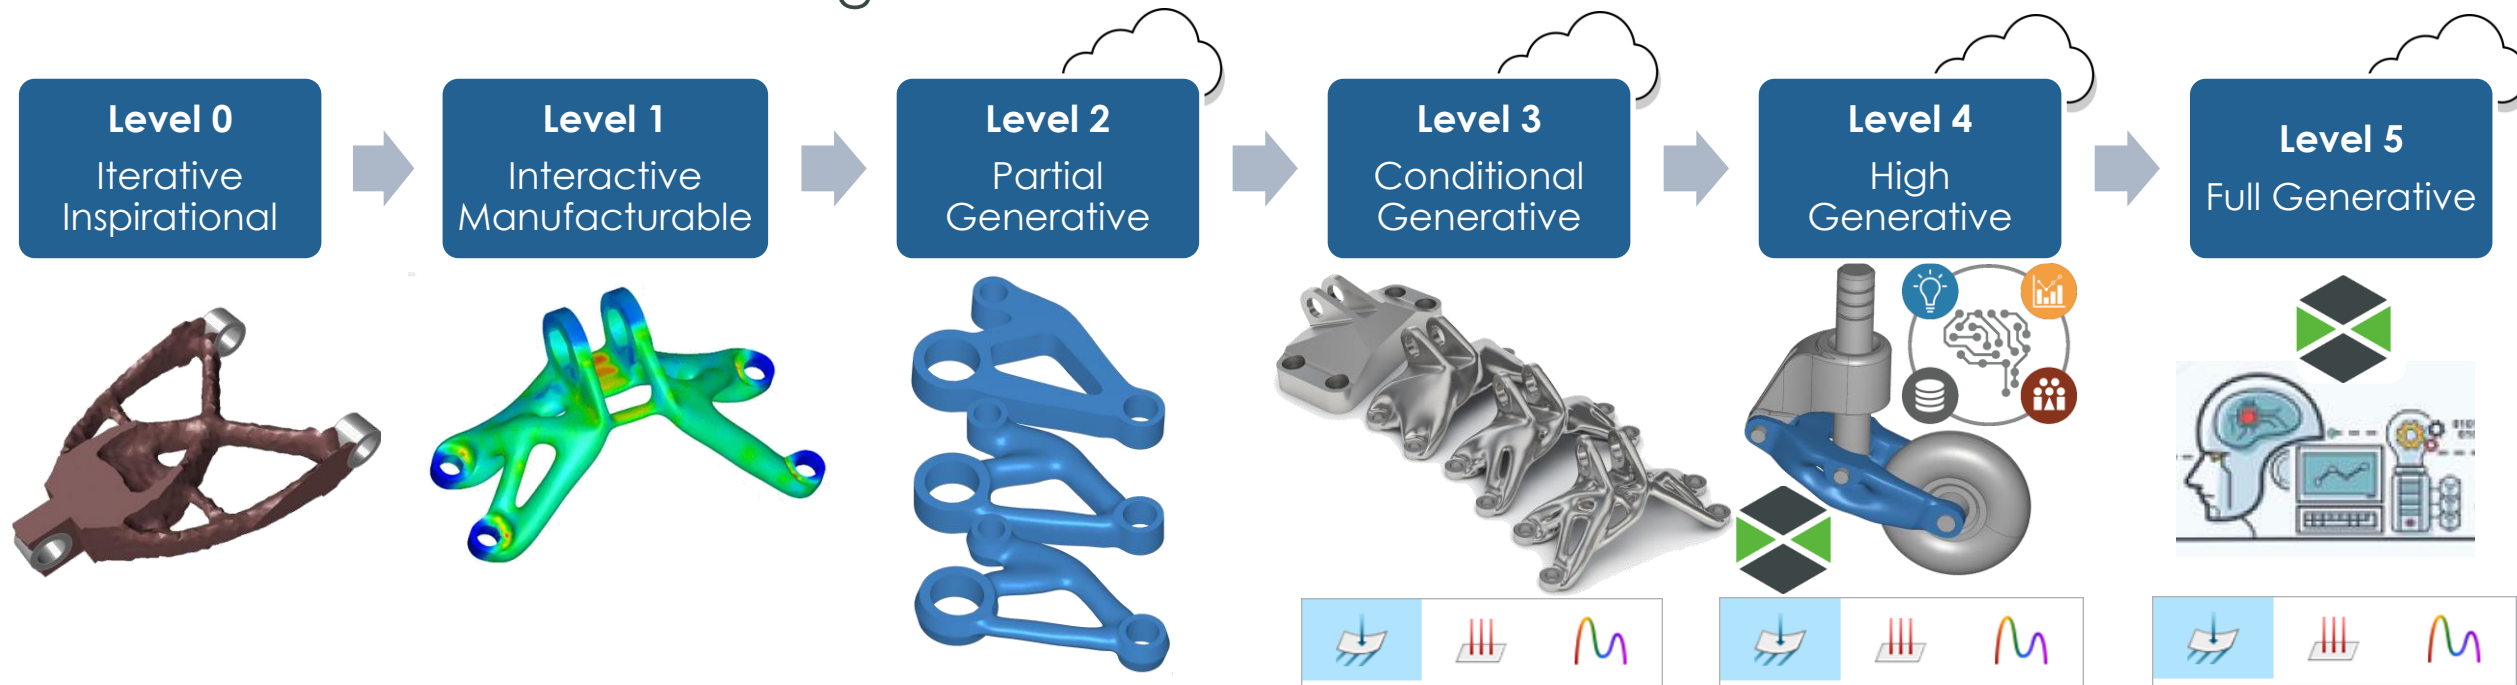 Level 0
Iterative
Inspirational
Level 1
Interactive
Manufacturable
Level 2
Partial
Generative
Level 3
Conditional
Generative
Level 4
High
Generative
Level 5
Full Generative